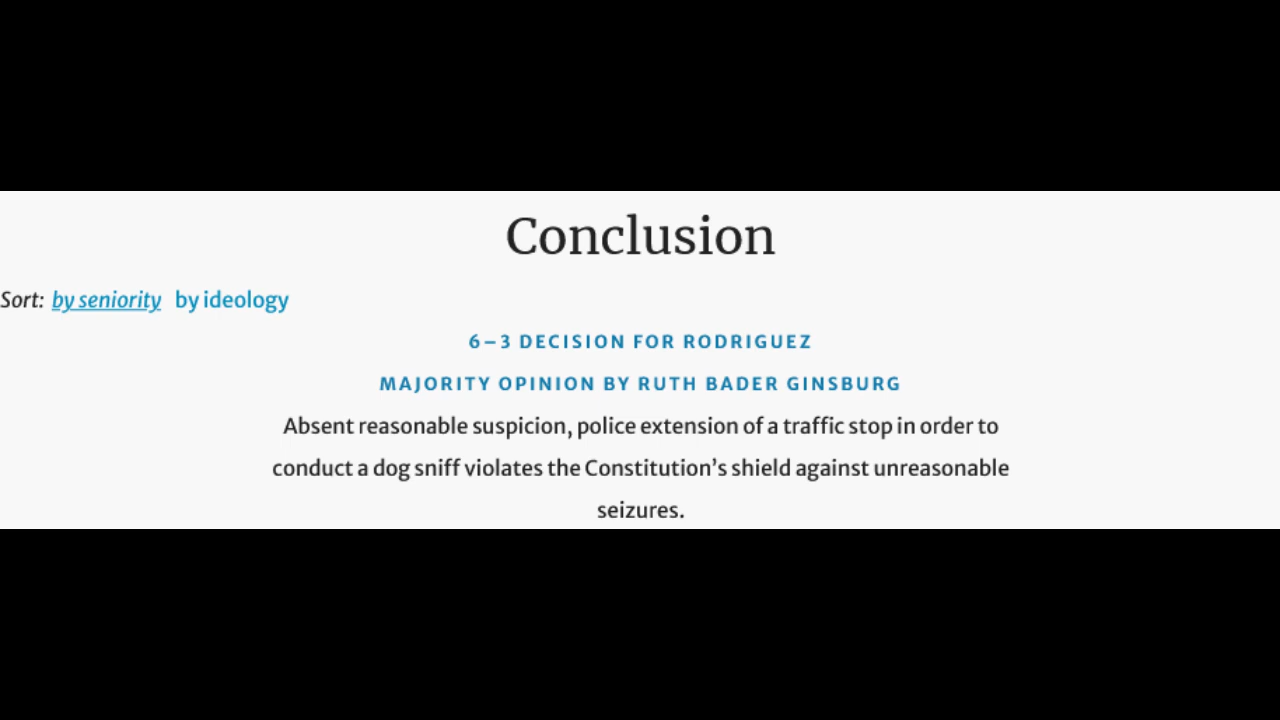 Conclusion
Sort: by seniority by ideology
6–3 DECISION FOR RODRIGUEZ
MAJORITY OPINION BY RUTH BADER GINSBURG
Absent reasonable suspicion, police extension of a traffic stop in order to
conduct a dog sniff violates the Constitution’s shield against unreasonable
seizures.